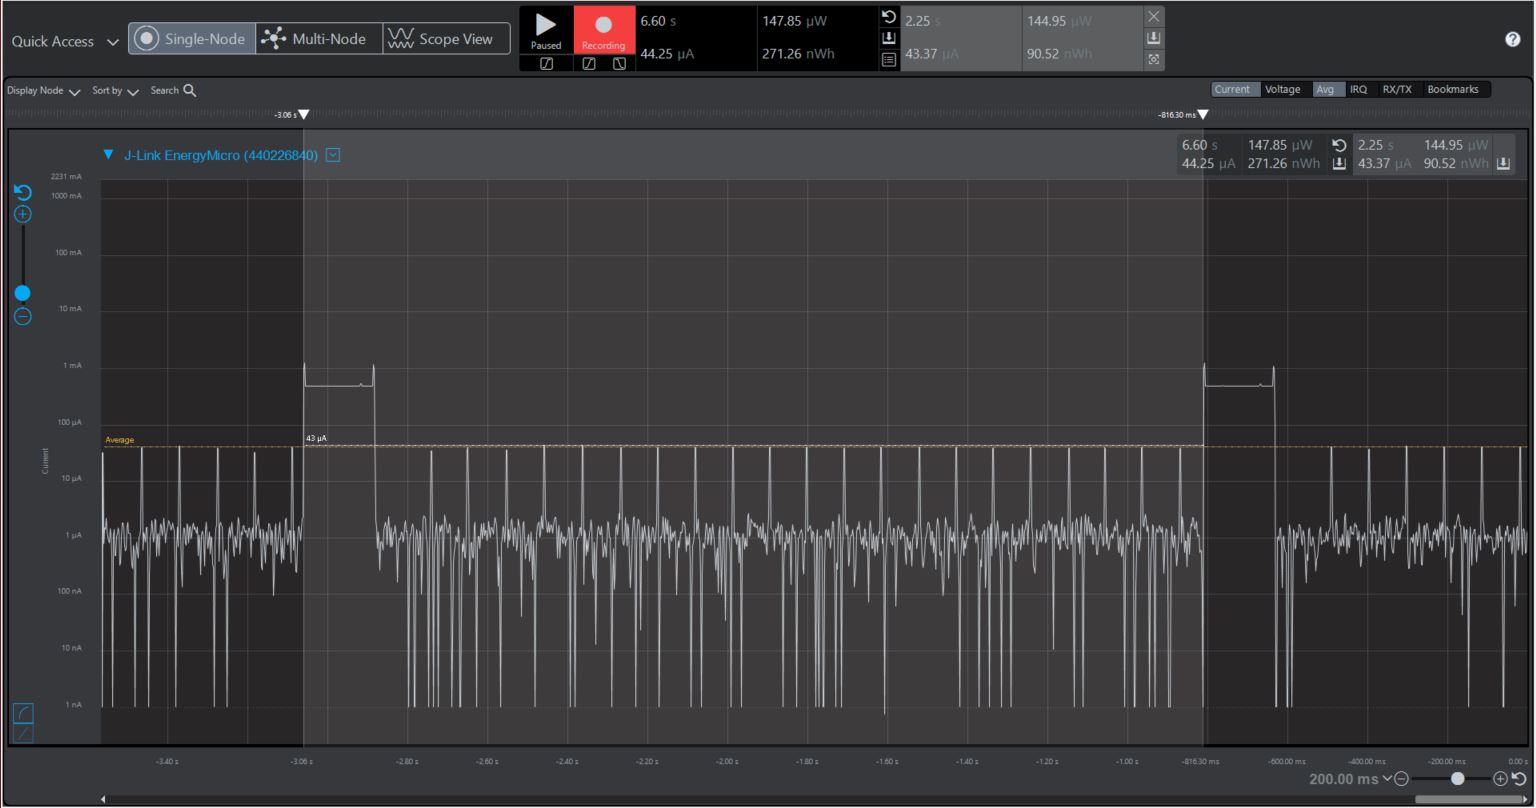 Quick Access
Single-Node
Multi-Node
Scope View
Paused
Recording
6.60 s
147.85 µW
44.25 µA
271.26 nWh
2.25 s
144.95 µW
43.37 µA
90.52 nWh
?
Display Node
Sort by
Search
Current
Voltage
Avg
IRQ
RX/TX
Bookmarks
-3.06 s
-816.30 ms
J-Link EnergyMicro (440226840)
6.60 s 147.85 µW 2.25 s 144.95 µW
44.25 µA 271.26 nWh 43.37 µA 90.52 nWh
2231 mA
1000 mA
100 mA
10 mA
1 mA
100 µA
Average
43 µA
Current
10 µA
1 µA
100 nA
10 nA
1 nA
-3.40 s -3.06 s -2.80 s -2.60 s -2.40 s -2.20 s -2.00 s -1.80 s -1.60 s -1.40 s -1.20 s -1.00 s -816.30 ms -600.00 ms -400.00 ms -200.00 ms 0.00 s
200.00 ms